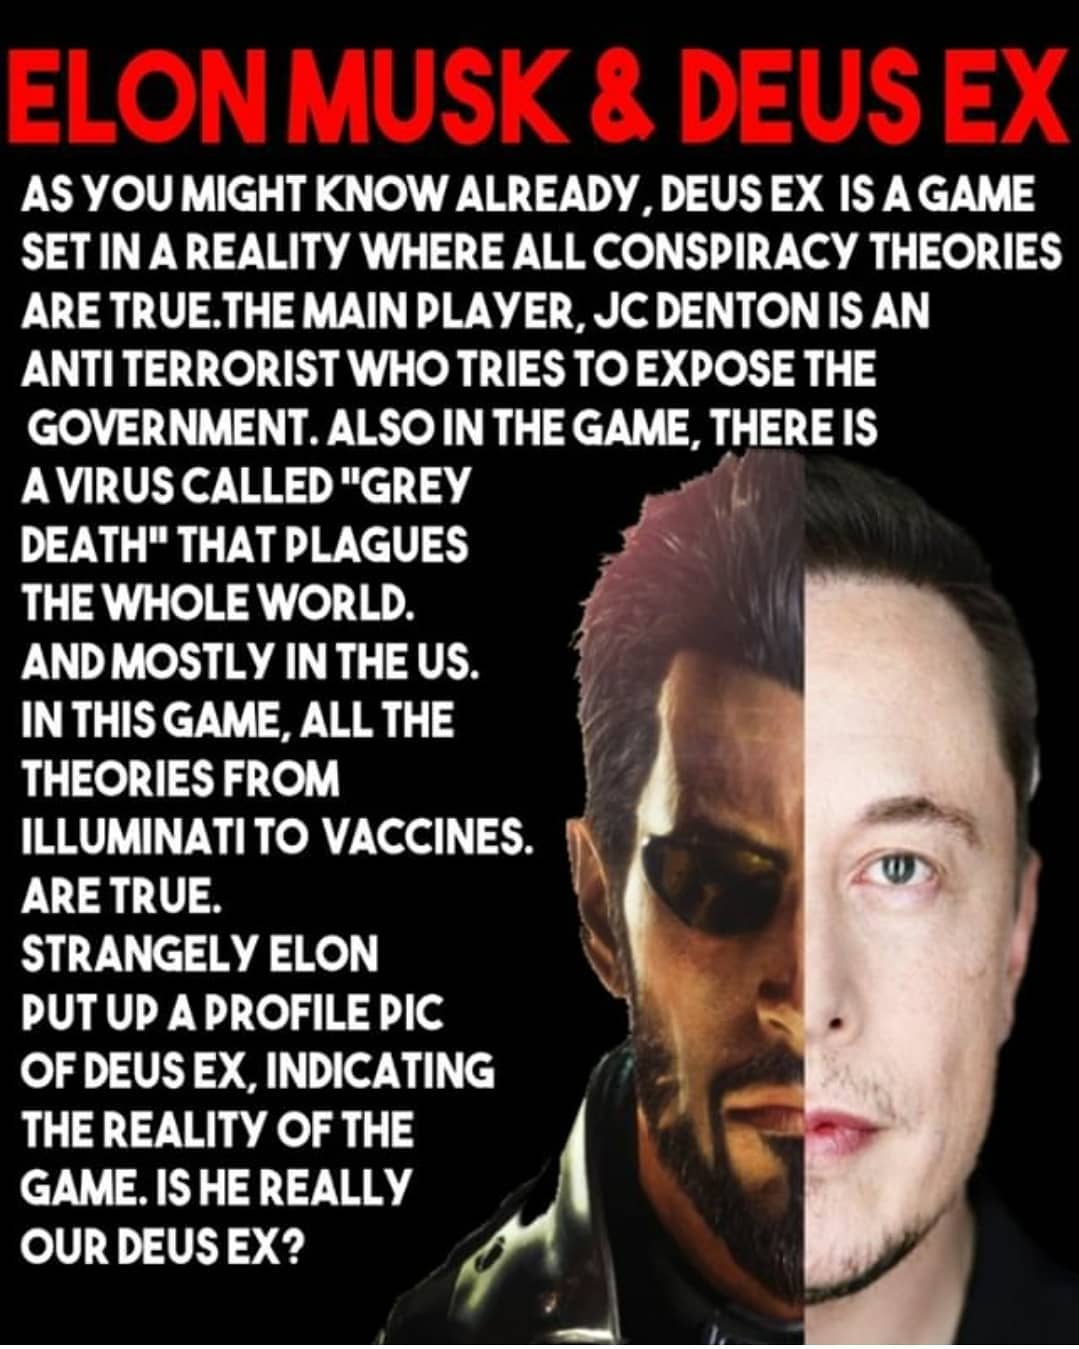 ELON MUSK & DEUS EX
AS YOU MIGHT KNOW ALREADY, DEUS EX IS A GAME
SET IN A REALITY WHERE ALL CONSPIRACY THEORIES
ARE TRUE.THE MAIN PLAYER, JC DENTON IS AN
ANTI TERRORIST WHO TRIES TO EXPOSE THE
GOVERNMENT. ALSO IN THE GAME, THERE IS
A VIRUS CALLED "GREY
DEATH" THAT PLAGUES
THE WHOLE WORLD.
AND MOSTLY IN THE US.
IN THIS GAME, ALL THE
THEORIES FROM
ILLUMINATI TO VACCINES.
ARE TRUE.
STRANGELY ELON
PUT UP A PROFILE PIC
OF DEUS EX, INDICATING
THE REALITY OF THE
GAME. IS HE REALLY
OUR DEUS EX?